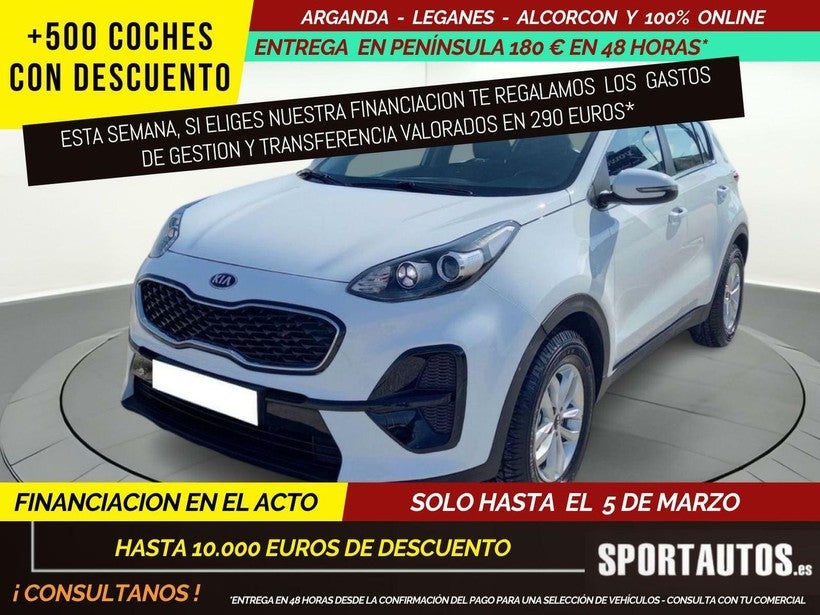 +500 COCHES
CON DESCUENTO
ARGANDA - LEGANES - ALCORCON Y 100% ONLINE
ENTREGA EN PENÍNSULA 180 € EN 48 HORAS*
ESTA SEMANA, SI ELIGES NUESTRA FINANCIACION TE REGALAMOS LOS GASTOS
DE GESTION Y TRANSFERENCIA VALORADOS EN 290 EUROS*
KIA
FINANCIACION EN EL ACTO
SOLO HASTA EL 5 DE MARZO
HASTA 10.000 EUROS DE DESCUENTO
SPORTAUTOS.es
¡ CONSULTANOS !
*ENTREGA EN 48 HORAS DESDE LA CONFIRMACIÓN DEL PAGO PARA UNA SELECCIÓN DE VEHÍCULOS - CONSULTA CON TU COMERCIAL